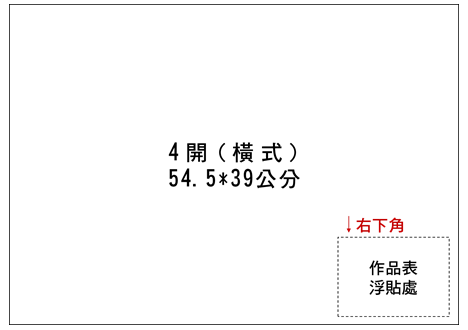 4開(橫式)
54.5*39公分
↓右下角
作品表
浮貼處